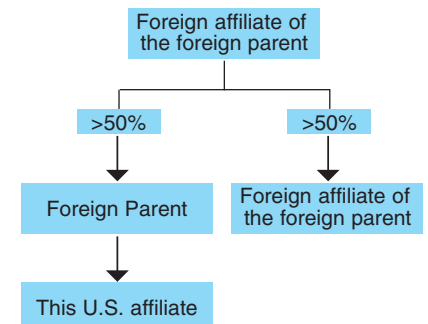 Foreign affiliate of
the foreign parent
>50%
>50%
Foreign Parent
Foreign affiliate of
the foreign parent
This U.S. affiliate